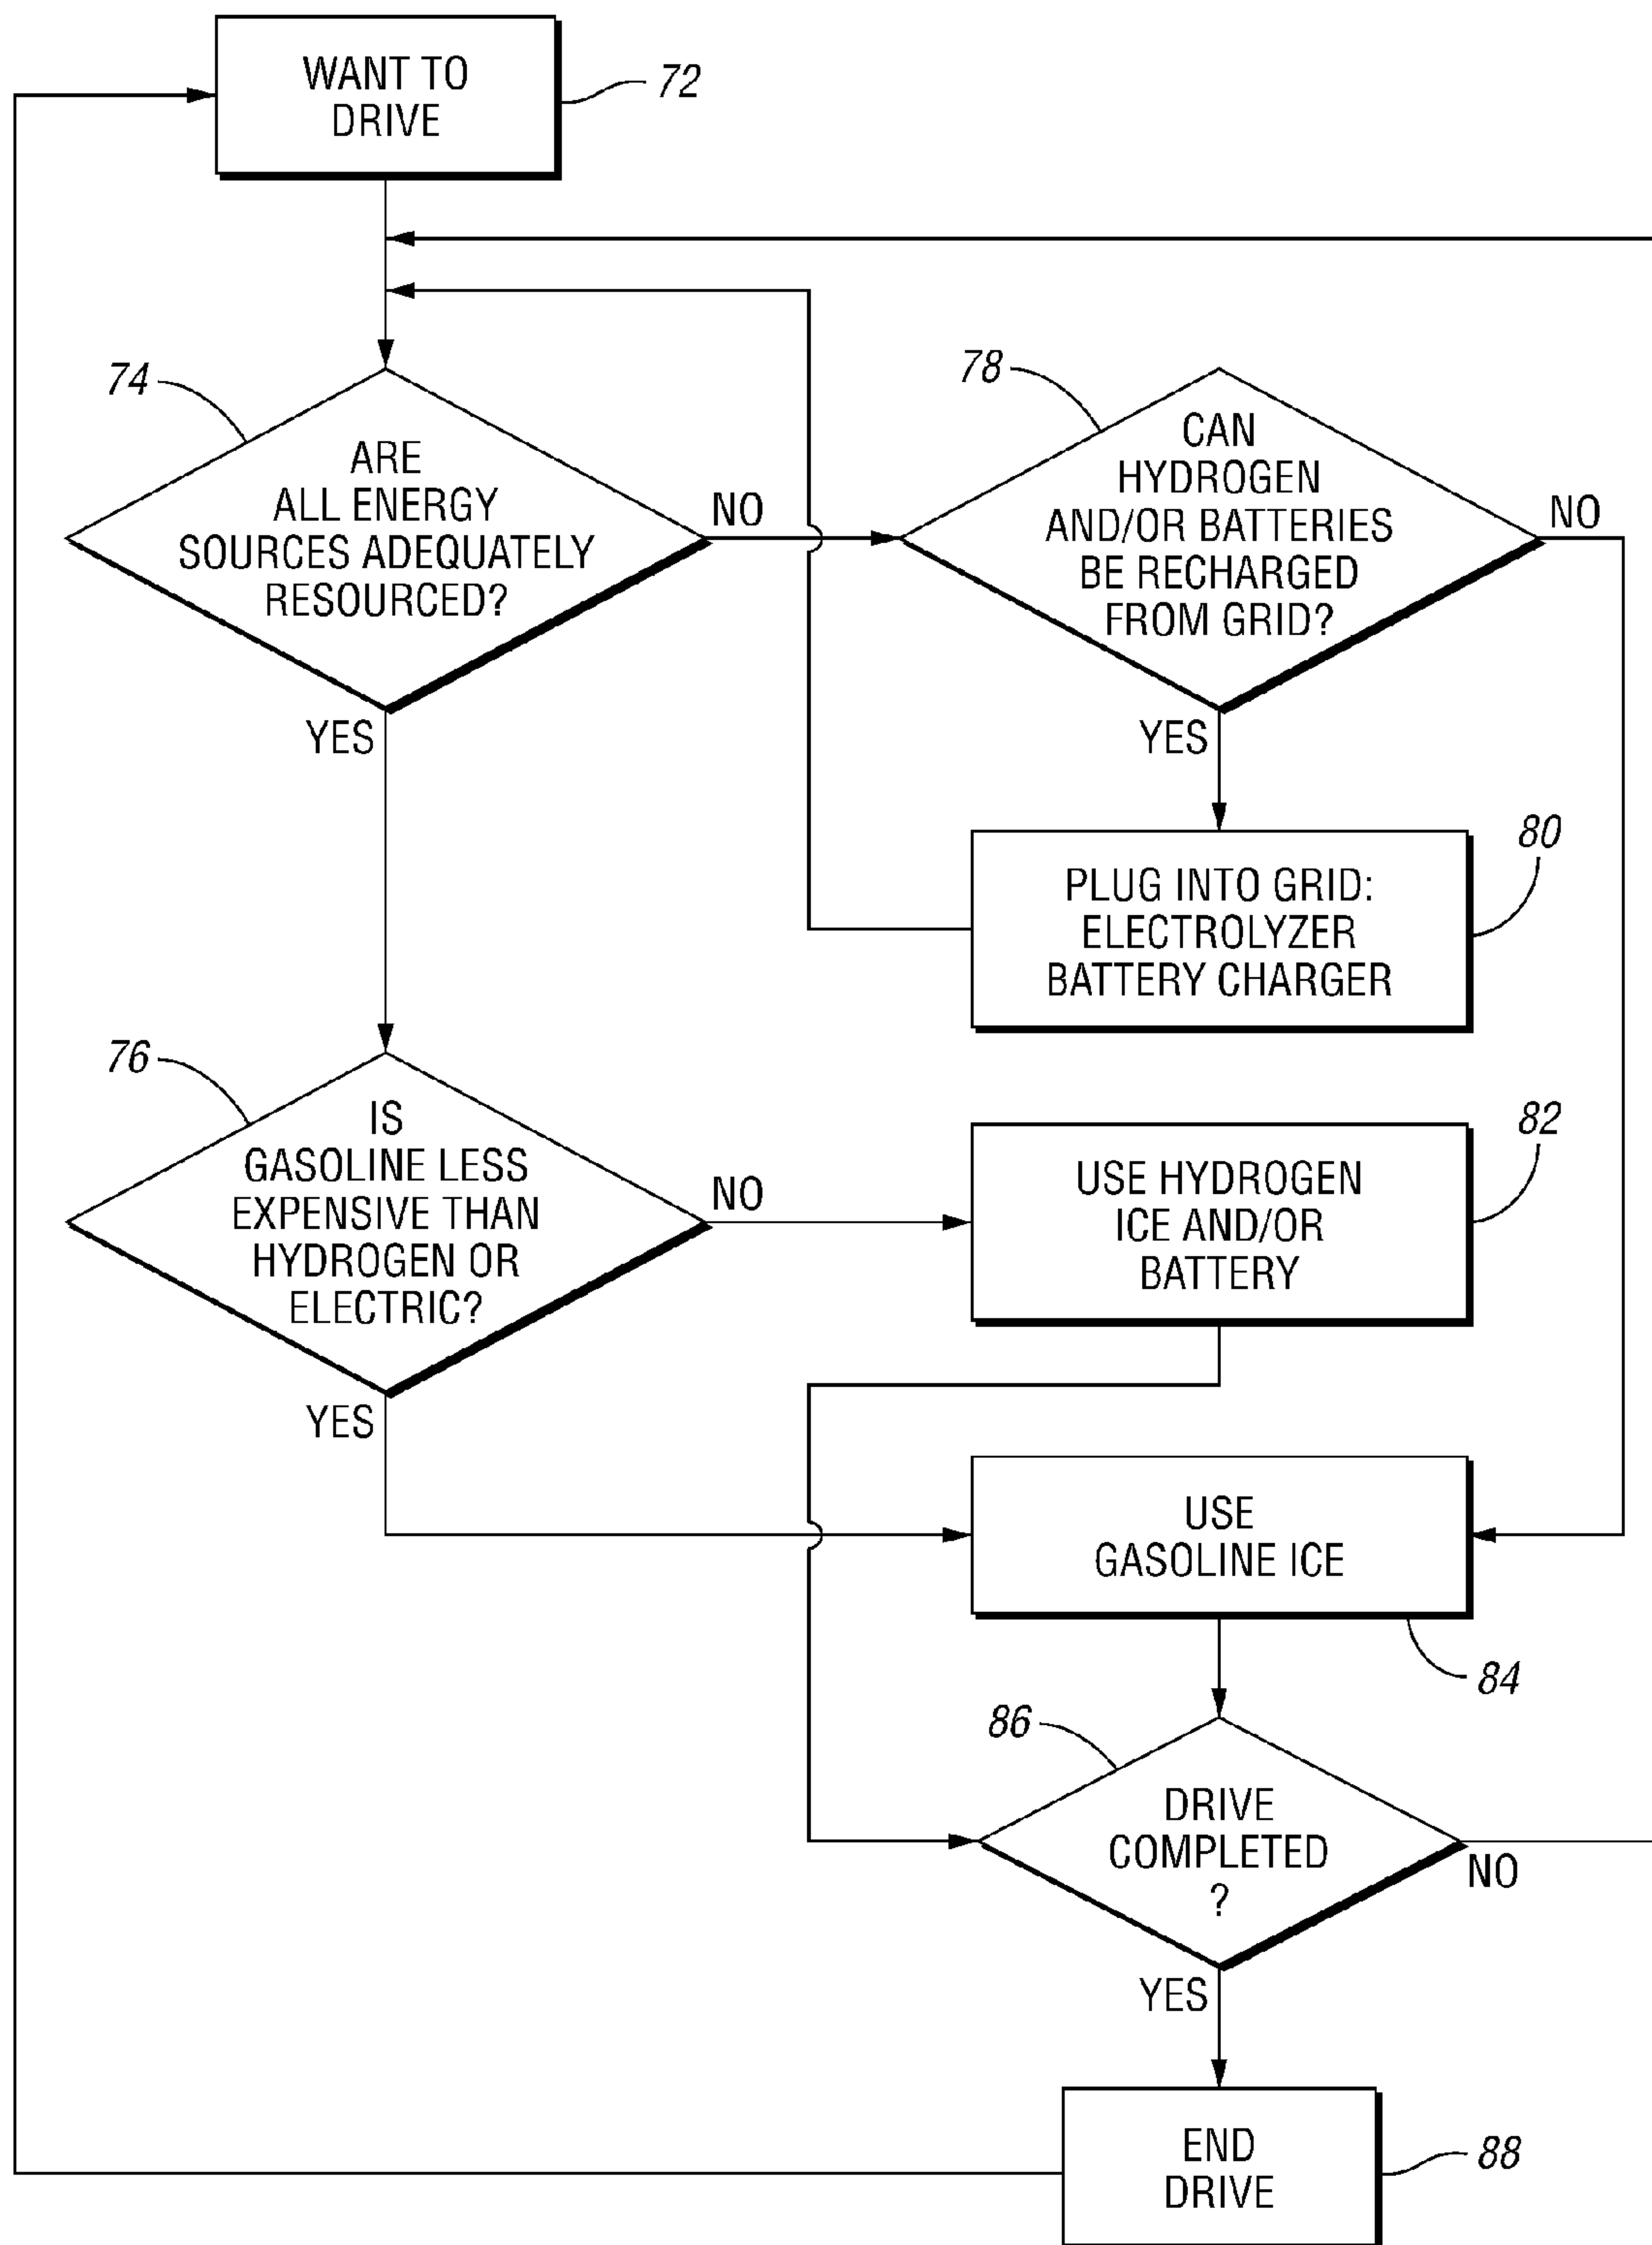 WANT TO
DRIVE
72
74
ARE
ALL ENERGY
SOURCES ADEQUATELY
RESOURCED?
NO
YES
78
CAN
HYDROGEN
AND/OR BATTERIES
BE RECHARGED
FROM GRID?
NO
YES
80
PLUG INTO GRID:
ELECTROLYZER
BATTERY CHARGER
76
IS
GASOLINE LESS
EXPENSIVE THAN
HYDROGEN OR
ELECTRIC?
NO
YES
82
USE HYDROGEN
ICE AND/OR
BATTERY
USE
GASOLINE ICE
84
86
DRIVE
COMPLETED
?
NO
YES
END
DRIVE
88